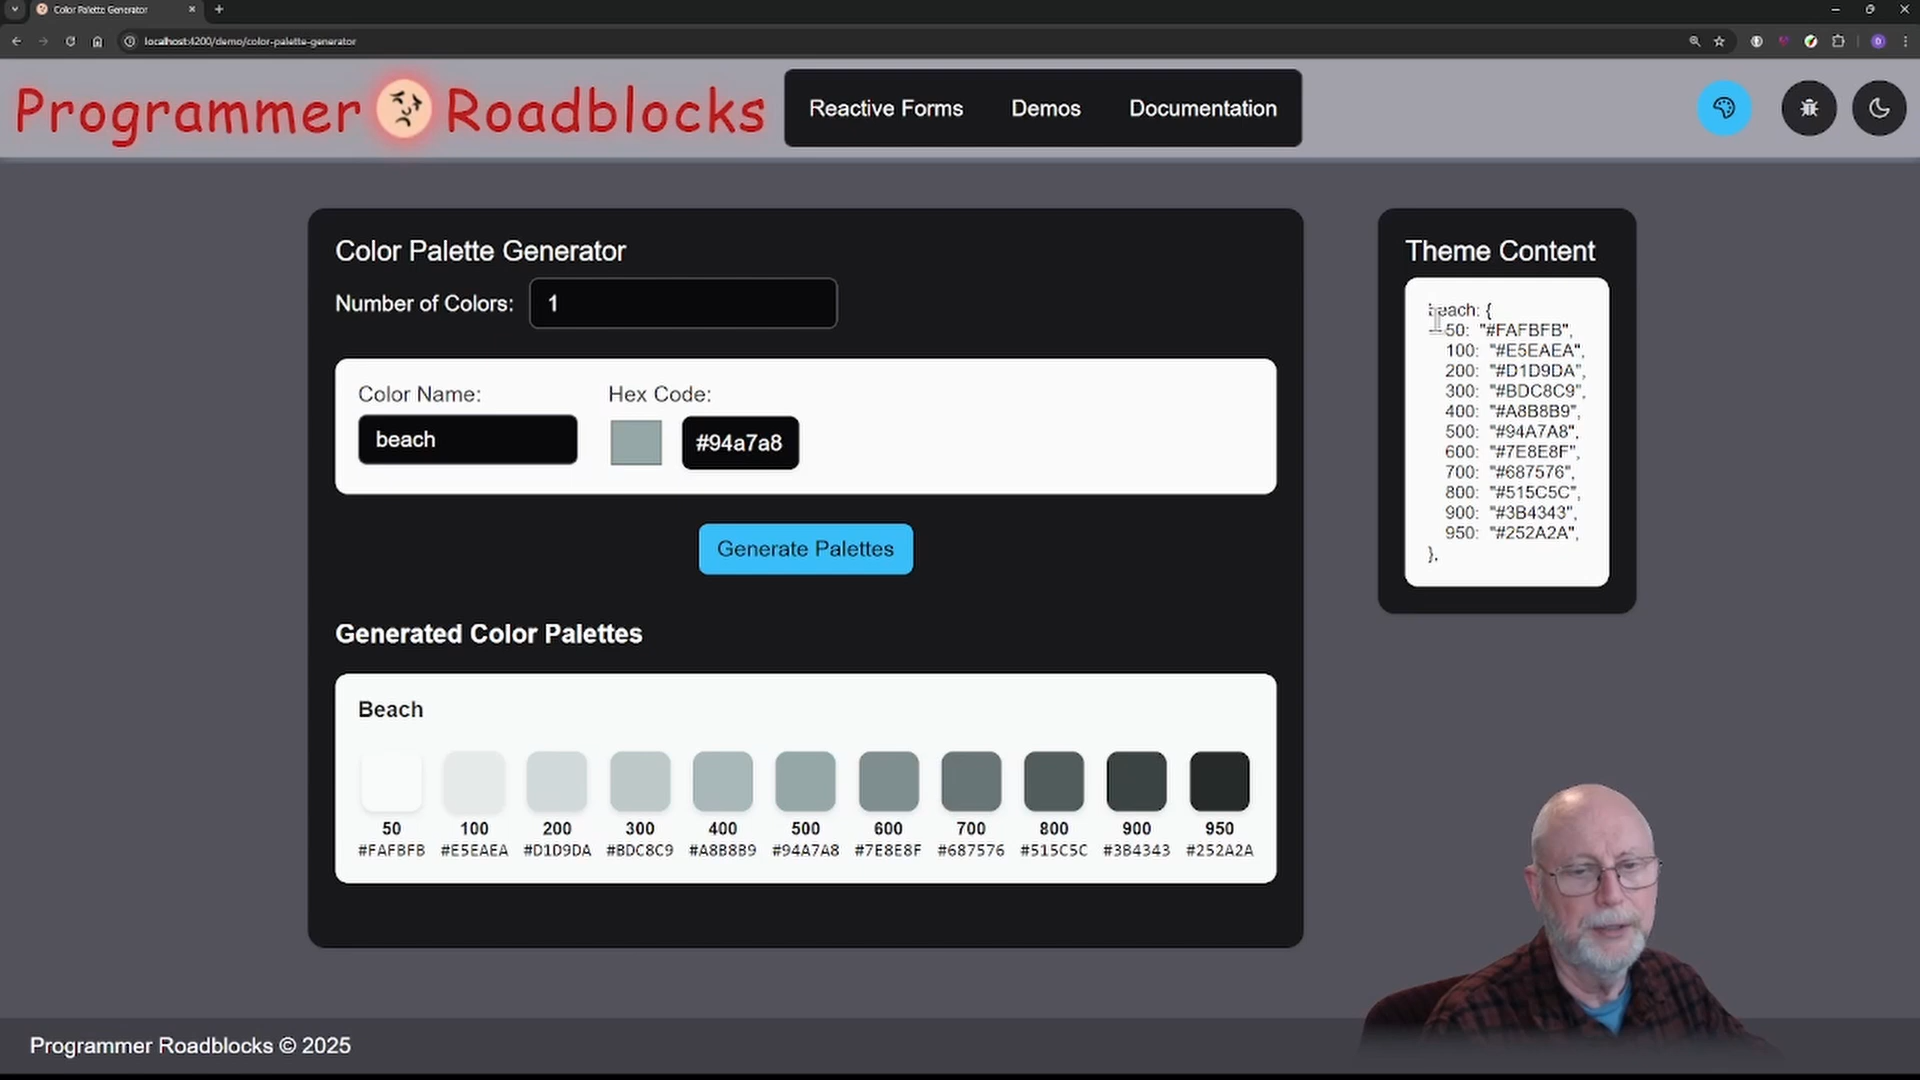 Color Palette Generator
localhost:4200/demo/color-palette-generator
Programmer Roadblocks
Reactive Forms
Demos
Documentation
Color Palette Generator
Number of Colors:
1
Color Name:
Hex Code:
beach
#94a7a8
Generate Palettes
Generated Color Palettes
Beach
50 100 200 300 400 500 600 700 800 900 950
#FAFBFB #E5EAEA #D1D9DA #BDC8C9 #A8B8B9 #94A7A8 #7E8E8F #687576 #515C5C #3B4343 #252A2A
Theme Content
beach: {
50: "#FAFBFB",
100: "#E5EAEA",
200: "#D1D9DA",
300: "#BDC8C9",
400: "#A8B8B9",
500: "#94A7A8",
600: "#7E8E8F",
700: "#687576",
800: "#515C5C",
900: "#3B4343",
950: "#252A2A",
},
Programmer Roadblocks © 2025